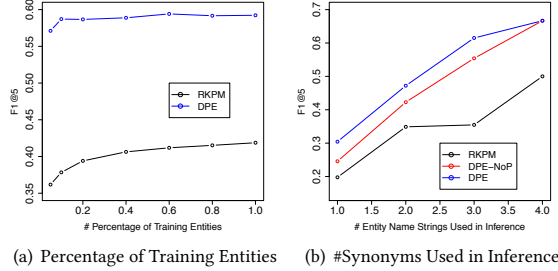 0.60
0.55
0.50
0.45
0.40
0.35
F1 @5
RKPM
DPE
0.2 0.4 0.6 0.8 1.0
# Percentage of Training Entities
(a) Percentage of Training Entities
0.7
0.6
0.5
0.4
0.3
0.2
F1 @5
RKPM
DPE−NoP
DPE
1.0 1.5 2.0 2.5 3.0 3.5 4.0
# Entity Name Strings Used in Inference
(b) #Synonyms Used in Inference